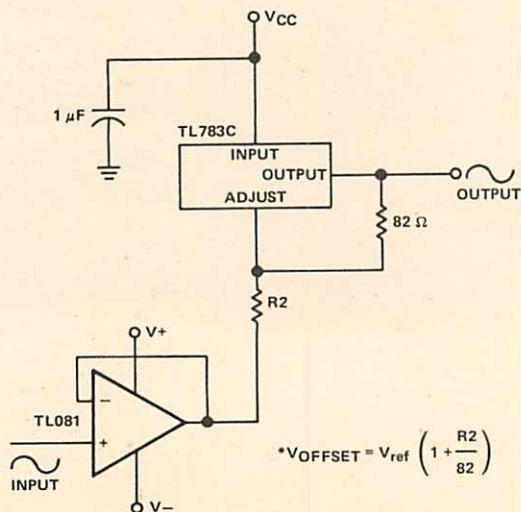 VCC
1 µF
TL783C
INPUT
OUTPUT
ADJUST
OUTPUT
82 Ω
R2
V+
−
TL081
+
INPUT
V−
*VOFFSET = Vref (1 + R2/82)